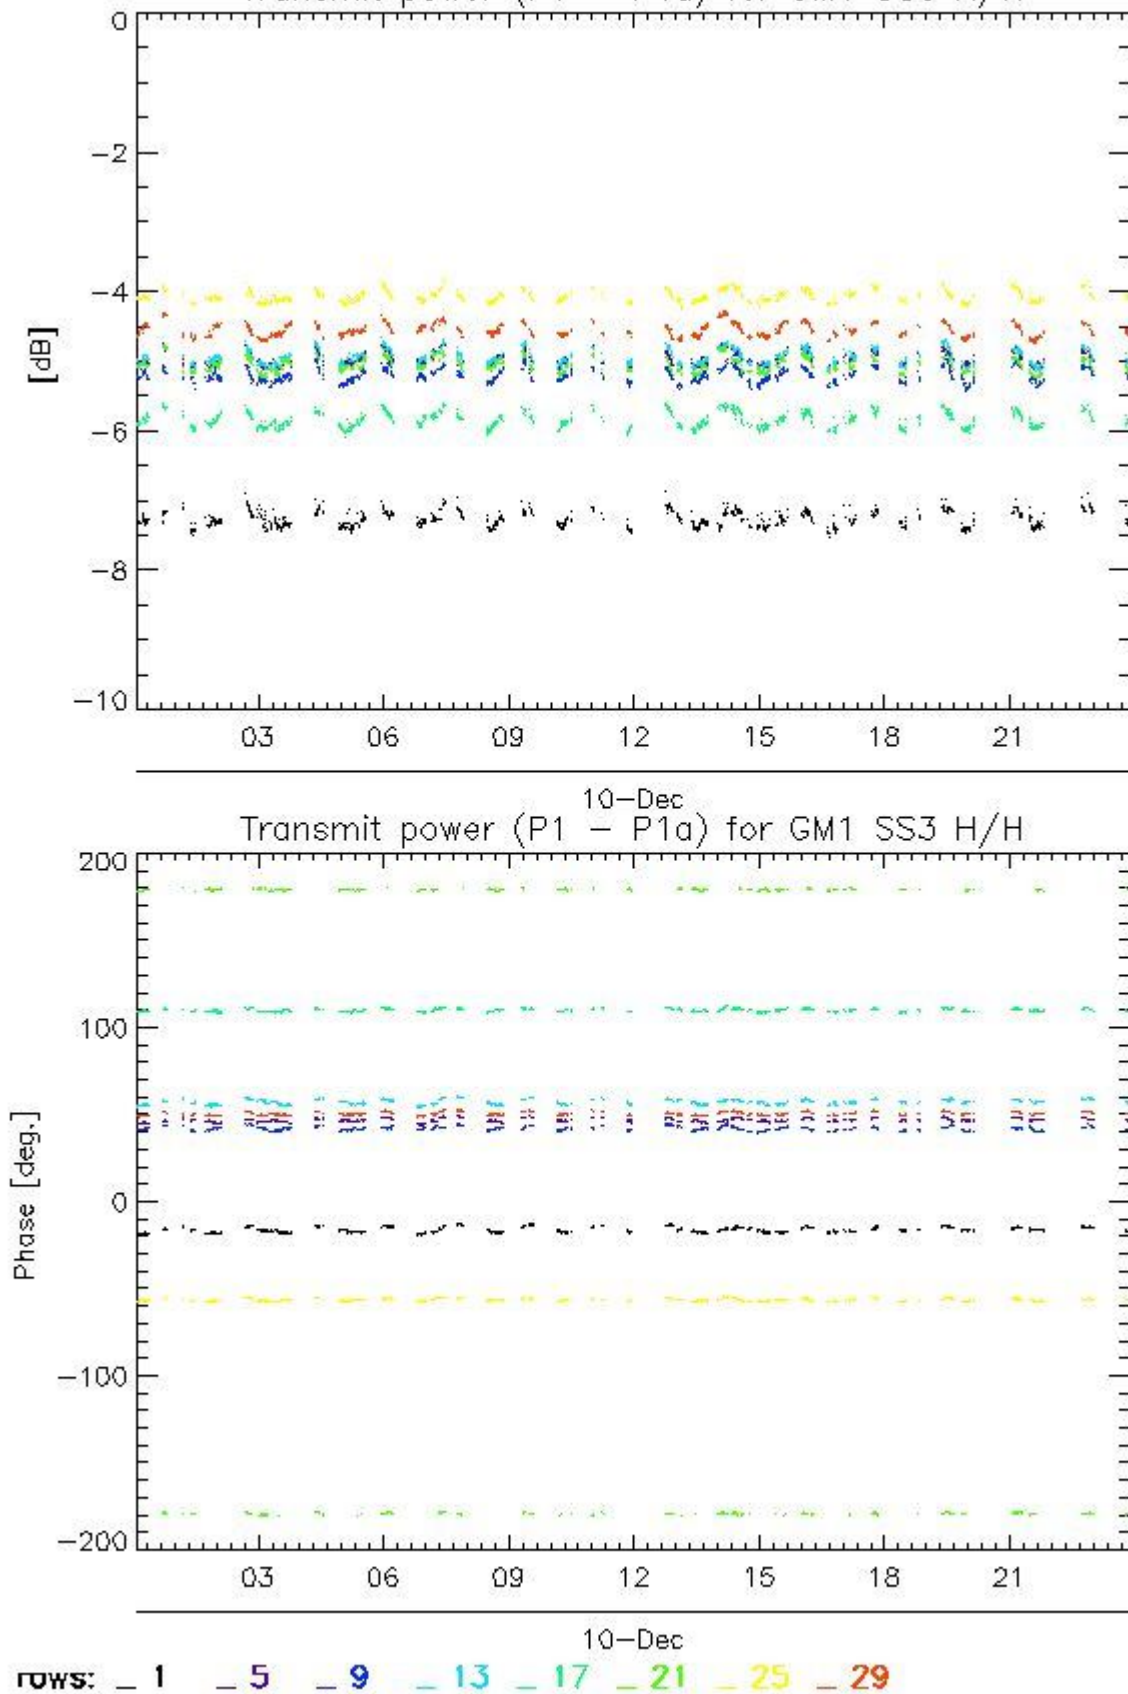 0
−2
−4
[dB]
−6
−8
−10
03 06 09 12 15 18 21
10−Dec
Transmit power (P1 − P1a) for GM1 SS3 H/H
200
100
Phase [deg.]
0
−100
−200
03 06 09 12 15 18 21
10−Dec
rows: _ 1 _ 5 _ 9 _ 13 _ 17 _ 21 _ 25 _ 29